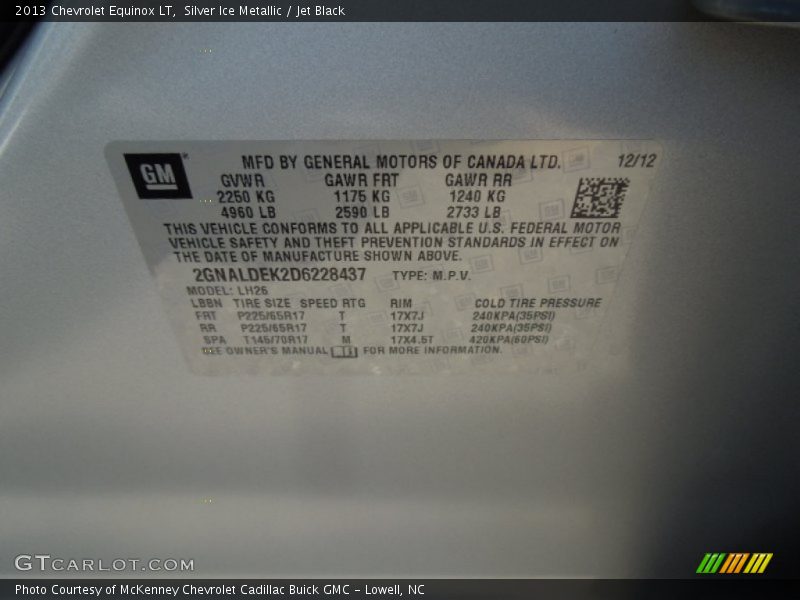 2013 Chevrolet Equinox LT, Silver Ice Metallic / Jet Black
GM MFD BY GENERAL MOTORS OF CANADA LTD. 12/12
GVWR GAWR FRT GAWR RR
2250 KG 1175 KG 1240 KG
4960 LB 2590 LB 2733 LB
THIS VEHICLE CONFORMS TO ALL APPLICABLE U.S. FEDERAL MOTOR
VEHICLE SAFETY AND THEFT PREVENTION STANDARDS IN EFFECT ON
THE DATE OF MANUFACTURE SHOWN ABOVE.
2GNALDEK2D6228437 TYPE: M.P.V.
MODEL: LH26
LBBN TIRE SIZE SPEED RTG RIM COLD TIRE PRESSURE
FRT P225/65R17 T 17X7J 240KPA(35PSI)
RR P225/65R17 T 17X7J 240KPA(35PSI)
SPA T145/70R17 M 17X4.5T 420KPA(60PSI)
SEE OWNER'S MANUAL FOR MORE INFORMATION.
GTCARLOT.COM
Photo Courtesy of McKenney Chevrolet Cadillac Buick GMC - Lowell, NC